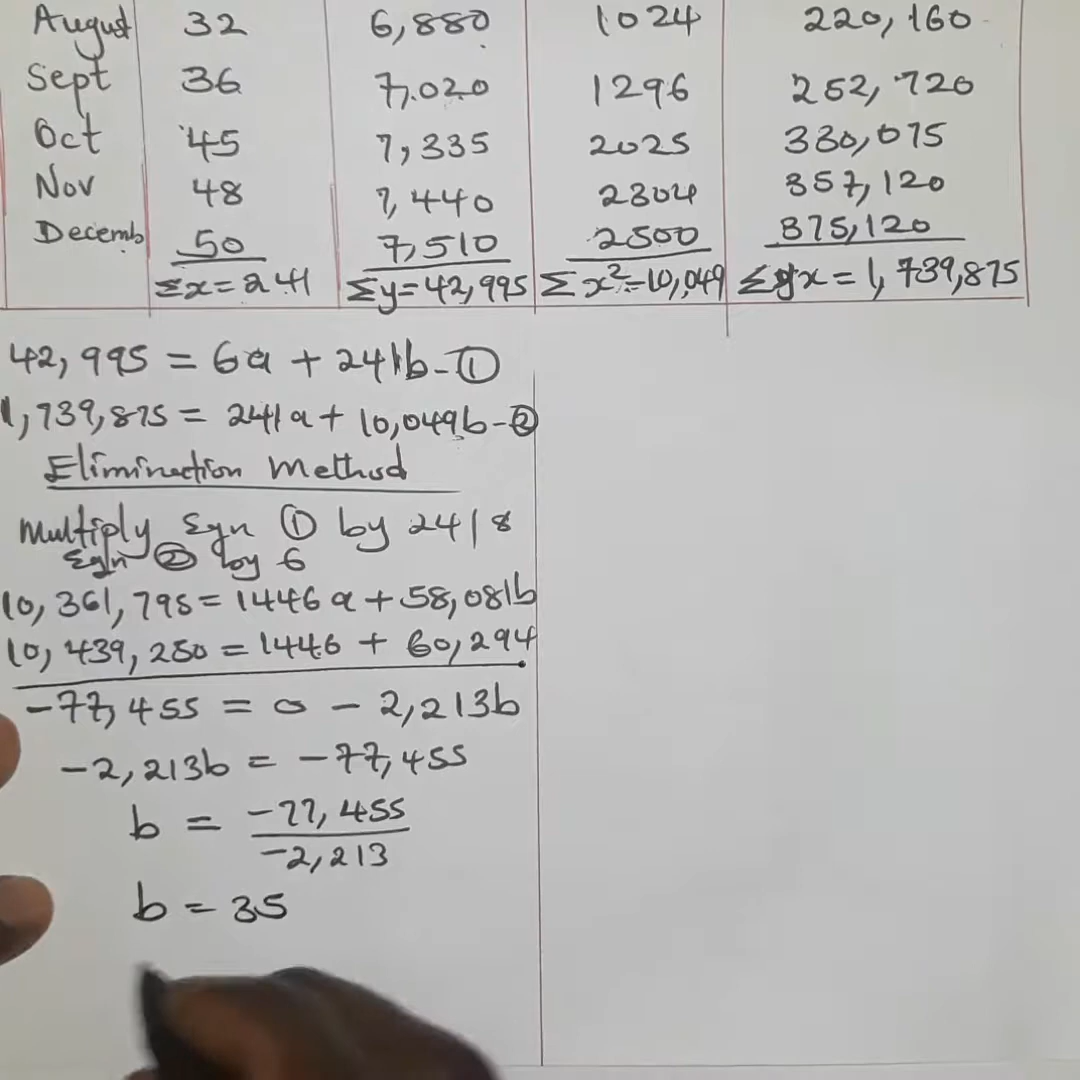 August 32 6,880 1024 220,160
Sept 36 7,020 1296 252,720
Oct 45 7,335 2025 330,075
Nov 48 7,440 2304 357,120
Decemb 50 7,510 2500 375,120
Σx = 241 Σy = 42,995 Σx² = 10,049 Σyx = 1,739,875
42,995 = 6a + 241b - ①
1,739,875 = 241a + 10,049b - ②
Elimination Method
Multiply Eqn ① by 241 &
Eqn ② by 6
10,361,795 = 1446a + 58,081b
10,439,250 = 1446 + 60,294
-77,455 = 0 - 2,213b
-2,213b = -77,455
b = -77,455
-2,213
b = 35